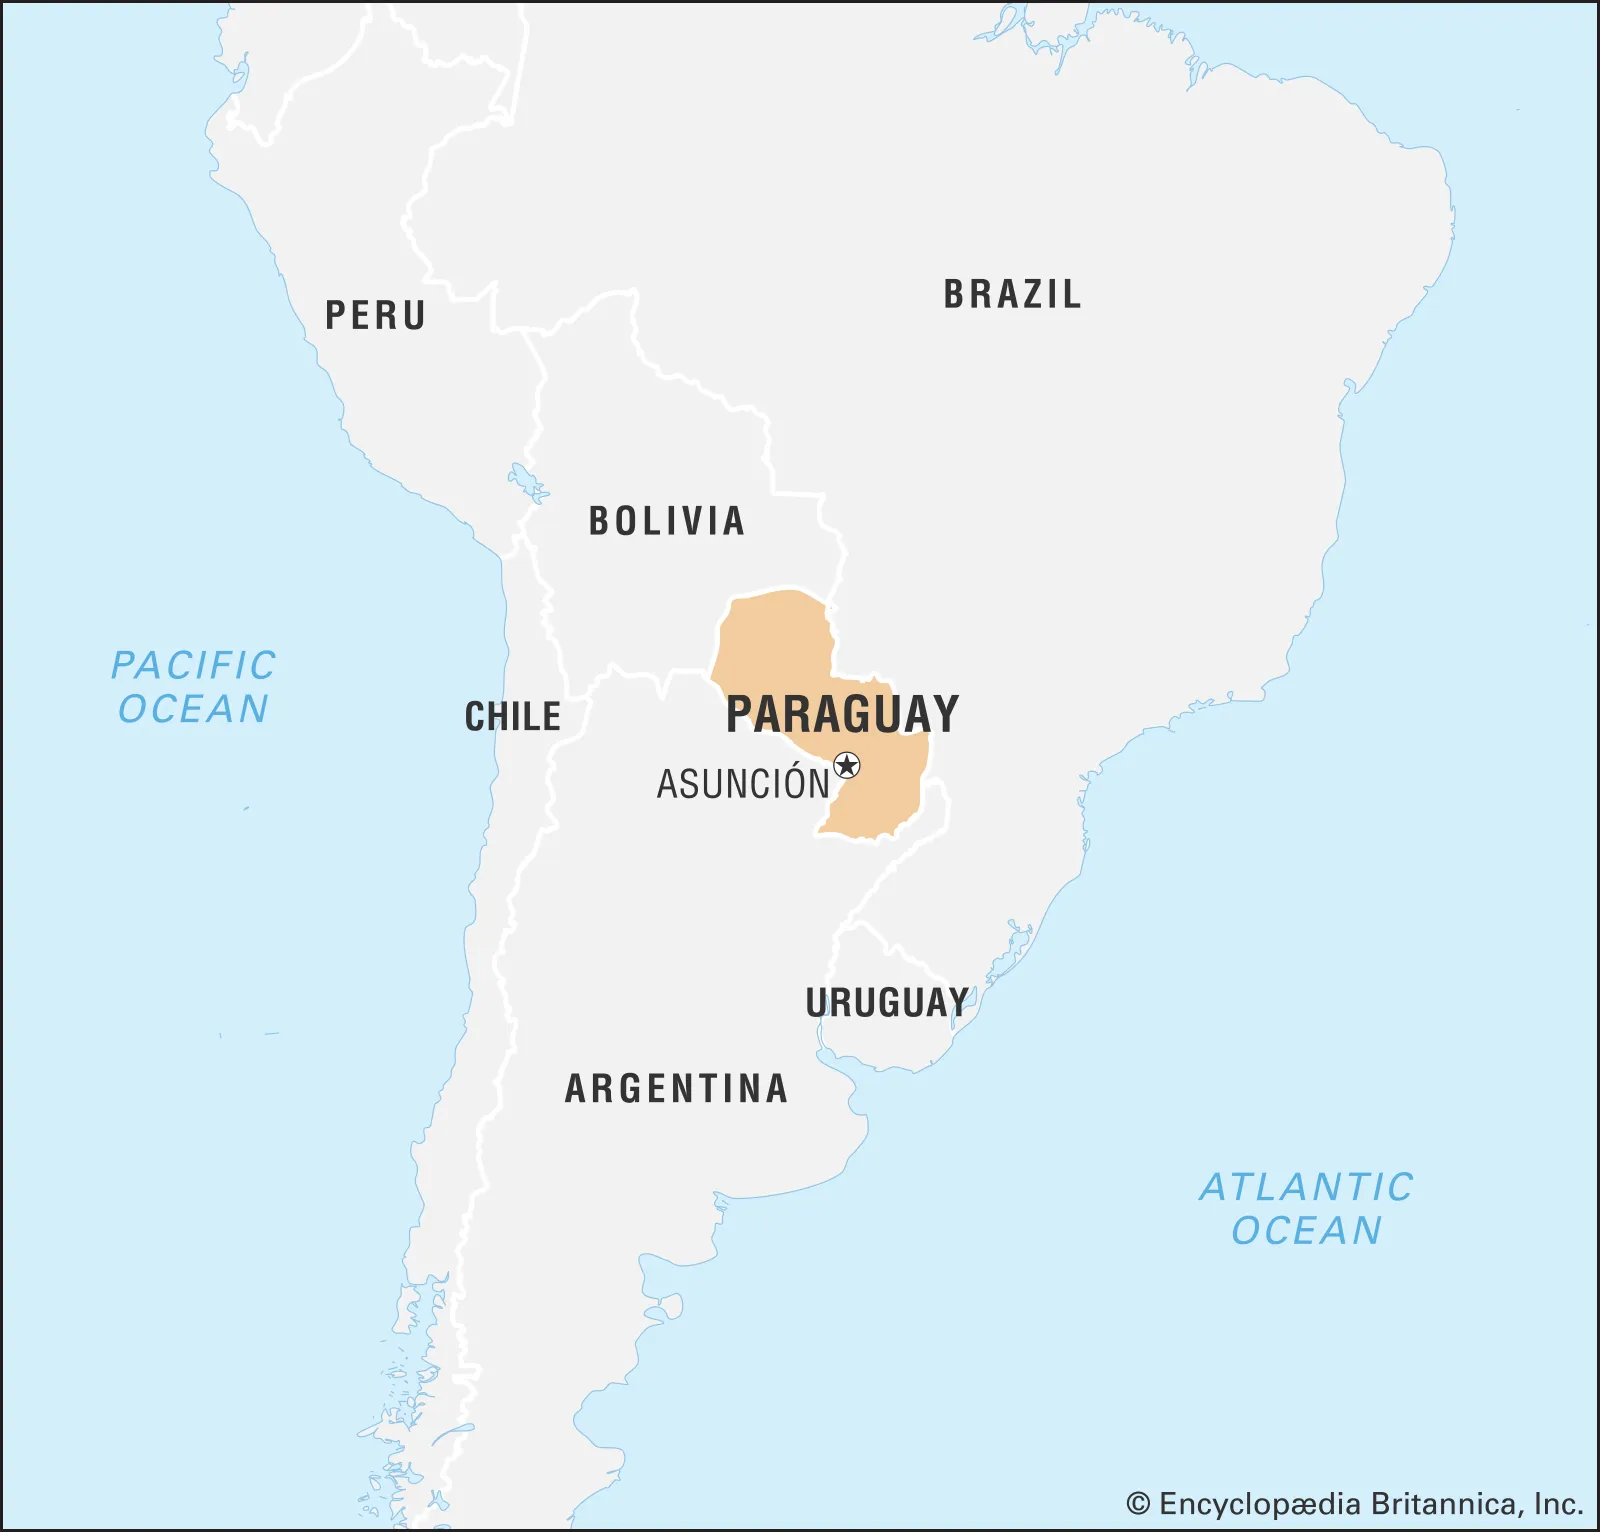 BRAZIL
PERU
BOLIVIA
PACIFIC
OCEAN
CHILE
PARAGUAY
ASUNCIÓN
URUGUAY
ARGENTINA
ATLANTIC
OCEAN
© Encyclopædia Britannica, Inc.